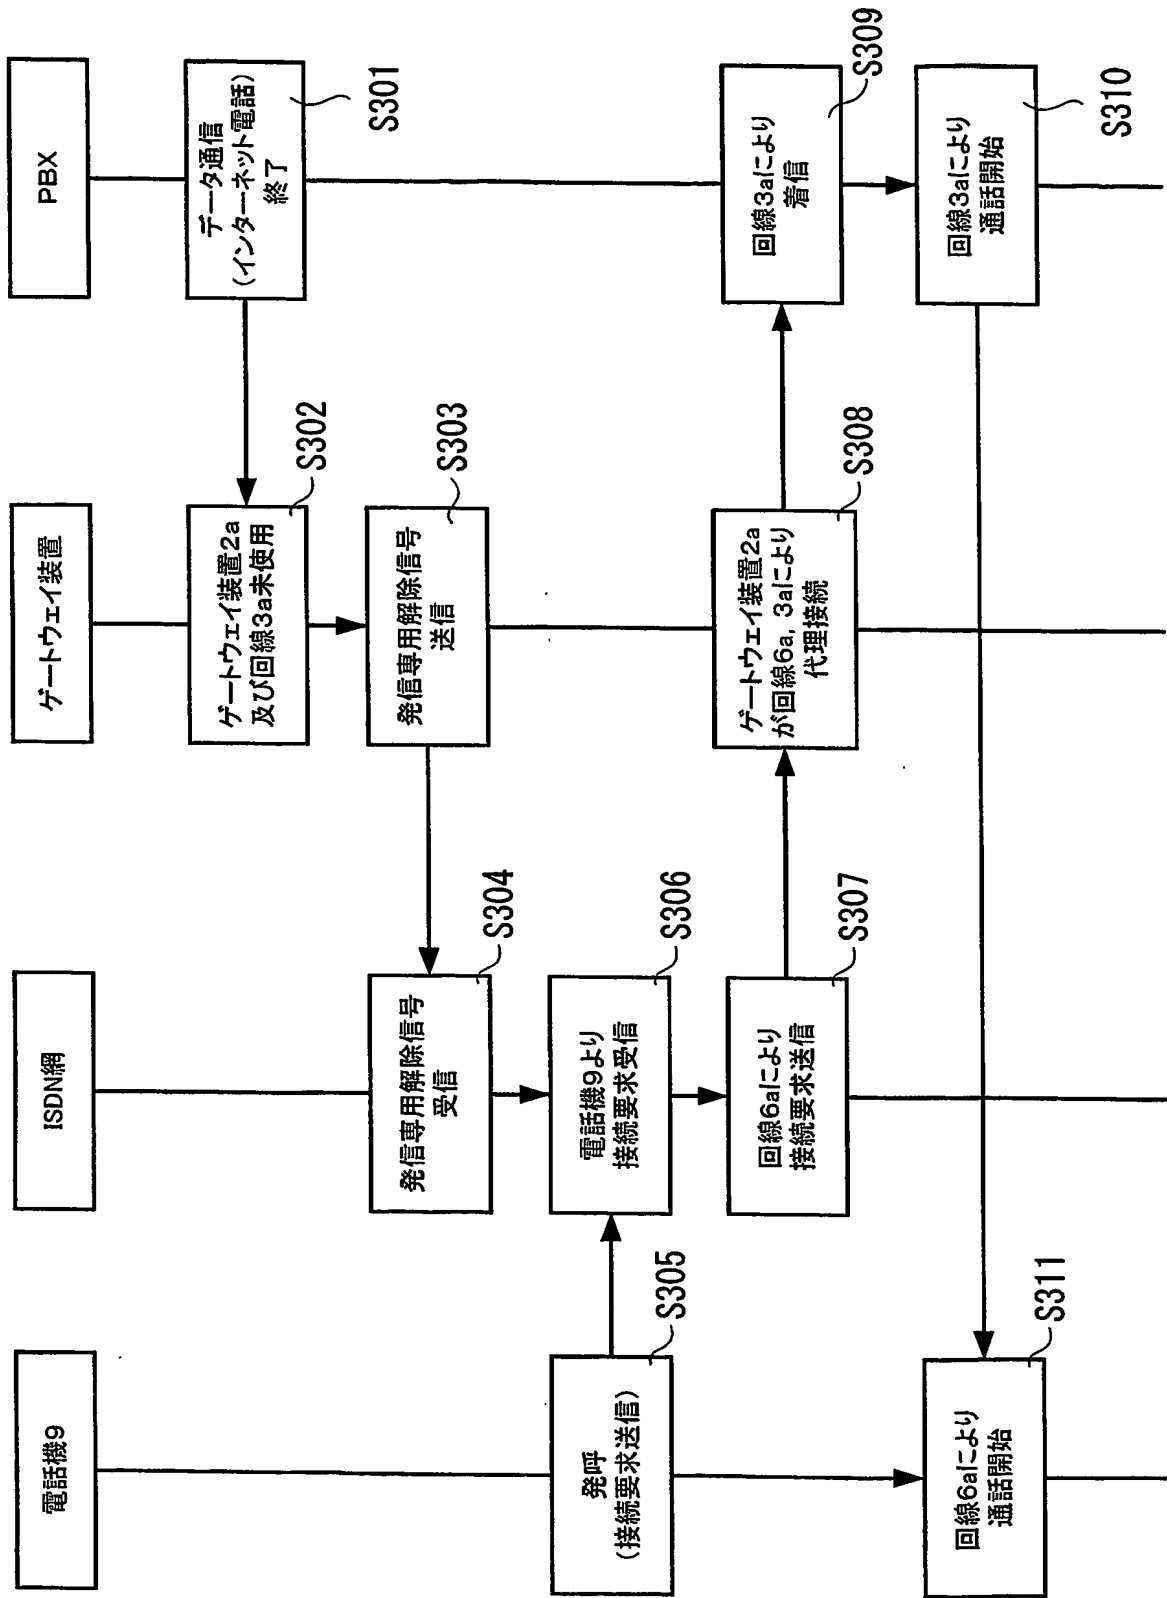 電話機9
ISDN網
ゲートウェイ装置
PBX
データ通信
(インターネット電話)
終了
S301
ゲートウェイ装置2a
及び回線3a未使用
S302
発信専用解除信号
送信
S303
発信専用解除信号
受信
S304
発呼
(接続要求送信)
S305
電話機9より
接続要求受信
S306
回線6aにより
接続要求送信
S307
ゲートウェイ装置2a
が回線6a, 3aにより
代理接続
S308
回線3aにより
着信
S309
回線3aにより
通話開始
S310
回線6aにより
通話開始
S311